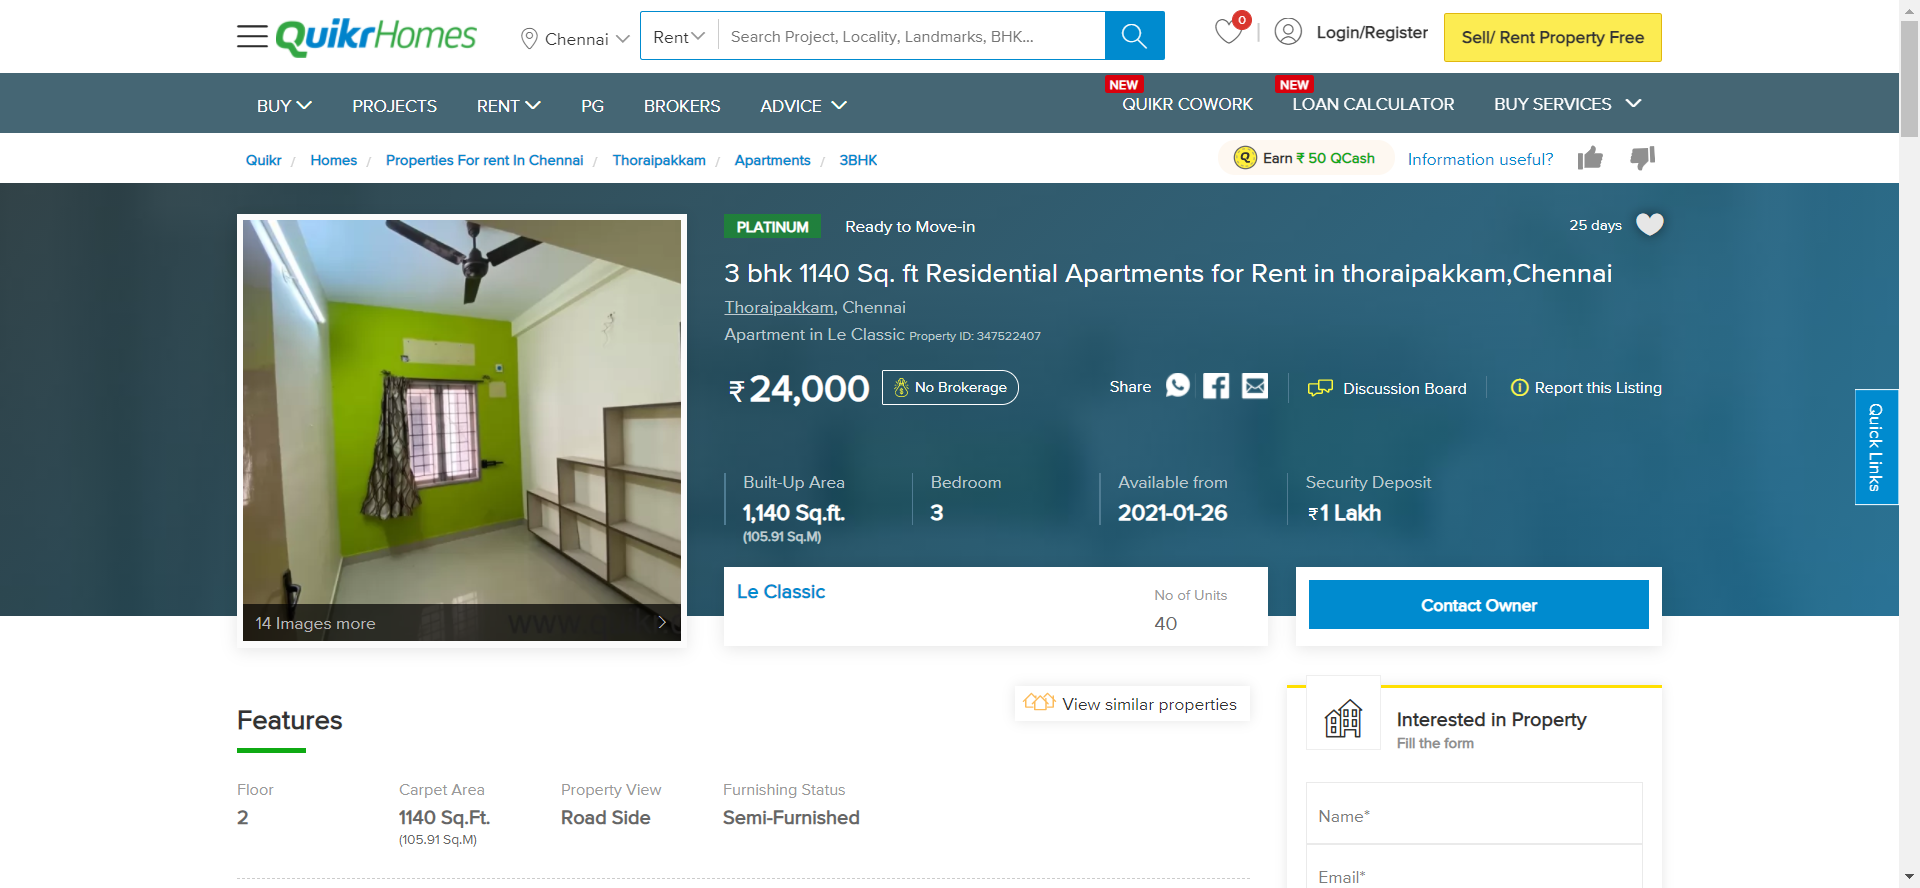 QuikrHomes
Chennai
Rent
Search Project, Locality, Landmarks, BHK...
0
Login/Register
Sell/ Rent Property Free
BUY
PROJECTS
RENT
PG
BROKERS
ADVICE
NEW
QUIKR COWORK
NEW
LOAN CALCULATOR
BUY SERVICES
Quikr / Homes / Properties For rent In Chennai / Thoraipakkam / Apartments / 3BHK
Q Earn ₹ 50 QCash
Information useful?
PLATINUM
Ready to Move-in
25 days
3 bhk 1140 Sq. ft Residential Apartments for Rent in thoraipakkam,Chennai
Thoraipakkam, Chennai
Apartment in Le Classic Property ID: 347522407
₹ 24,000
No Brokerage
Share
Discussion Board
Report this Listing
Quick Links
Built-Up Area
1,140 Sq.ft.
(105.91 Sq.M)
Bedroom
3
Available from
2021-01-26
Security Deposit
₹ 1 Lakh
14 Images more
Le Classic
No of Units
40
Contact Owner
View similar properties
Features
Floor
2
Carpet Area
1140 Sq.Ft.
(105.91 Sq.M)
Property View
Road Side
Furnishing Status
Semi-Furnished
Interested in Property
Fill the form
Name*
Email*